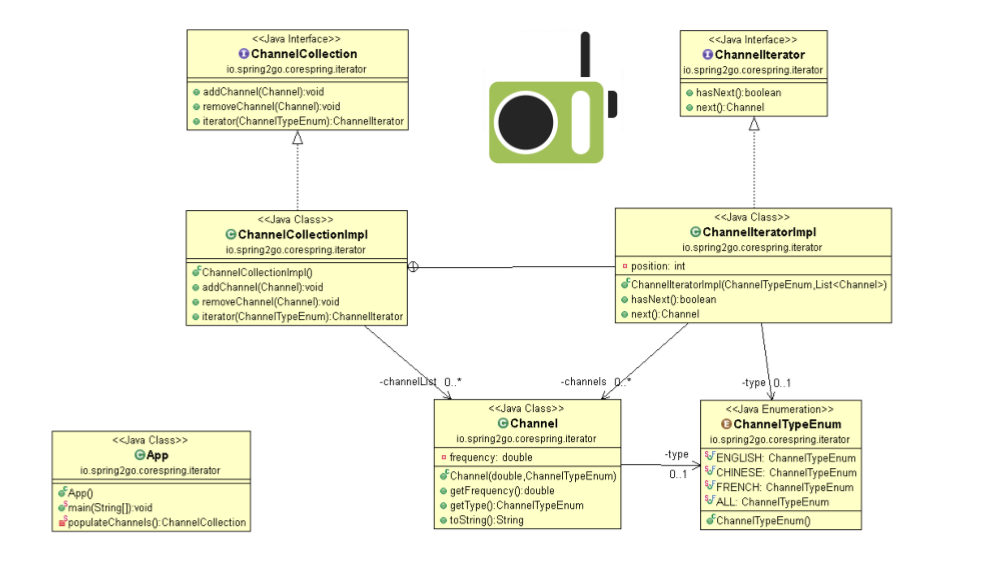 <<Java Interface>>
ChannelCollection
io.spring2go.corespring.iterator
addChannel(Channel):void
removeChannel(Channel):void
iterator(ChannelTypeEnum):ChannelIterator
<<Java Interface>>
ChannelIterator
io.spring2go.corespring.iterator
hasNext():boolean
next():Channel
<<Java Class>>
ChannelCollectionImpl
io.spring2go.corespring.iterator
ChannelCollectionImpl()
addChannel(Channel):void
removeChannel(Channel):void
iterator(ChannelTypeEnum):ChannelIterator
<<Java Class>>
ChannelIteratorImpl
io.spring2go.corespring.iterator
position: int
ChannelIteratorImpl(ChannelTypeEnum,List<Channel>)
hasNext():boolean
next():Channel
-channelList 0..*
-channels 0..*
-type 0..1
<<Java Class>>
Channel
io.spring2go.corespring.iterator
frequency: double
Channel(double,ChannelTypeEnum)
getFrequency():double
getType():ChannelTypeEnum
toString():String
-type
0..1
<<Java Enumeration>>
ChannelTypeEnum
io.spring2go.corespring.iterator
ENGLISH: ChannelTypeEnum
CHINESE: ChannelTypeEnum
FRENCH: ChannelTypeEnum
ALL: ChannelTypeEnum
ChannelTypeEnum()
<<Java Class>>
App
io.spring2go.corespring.iterator
App()
main(String[]):void
populateChannels():ChannelCollection